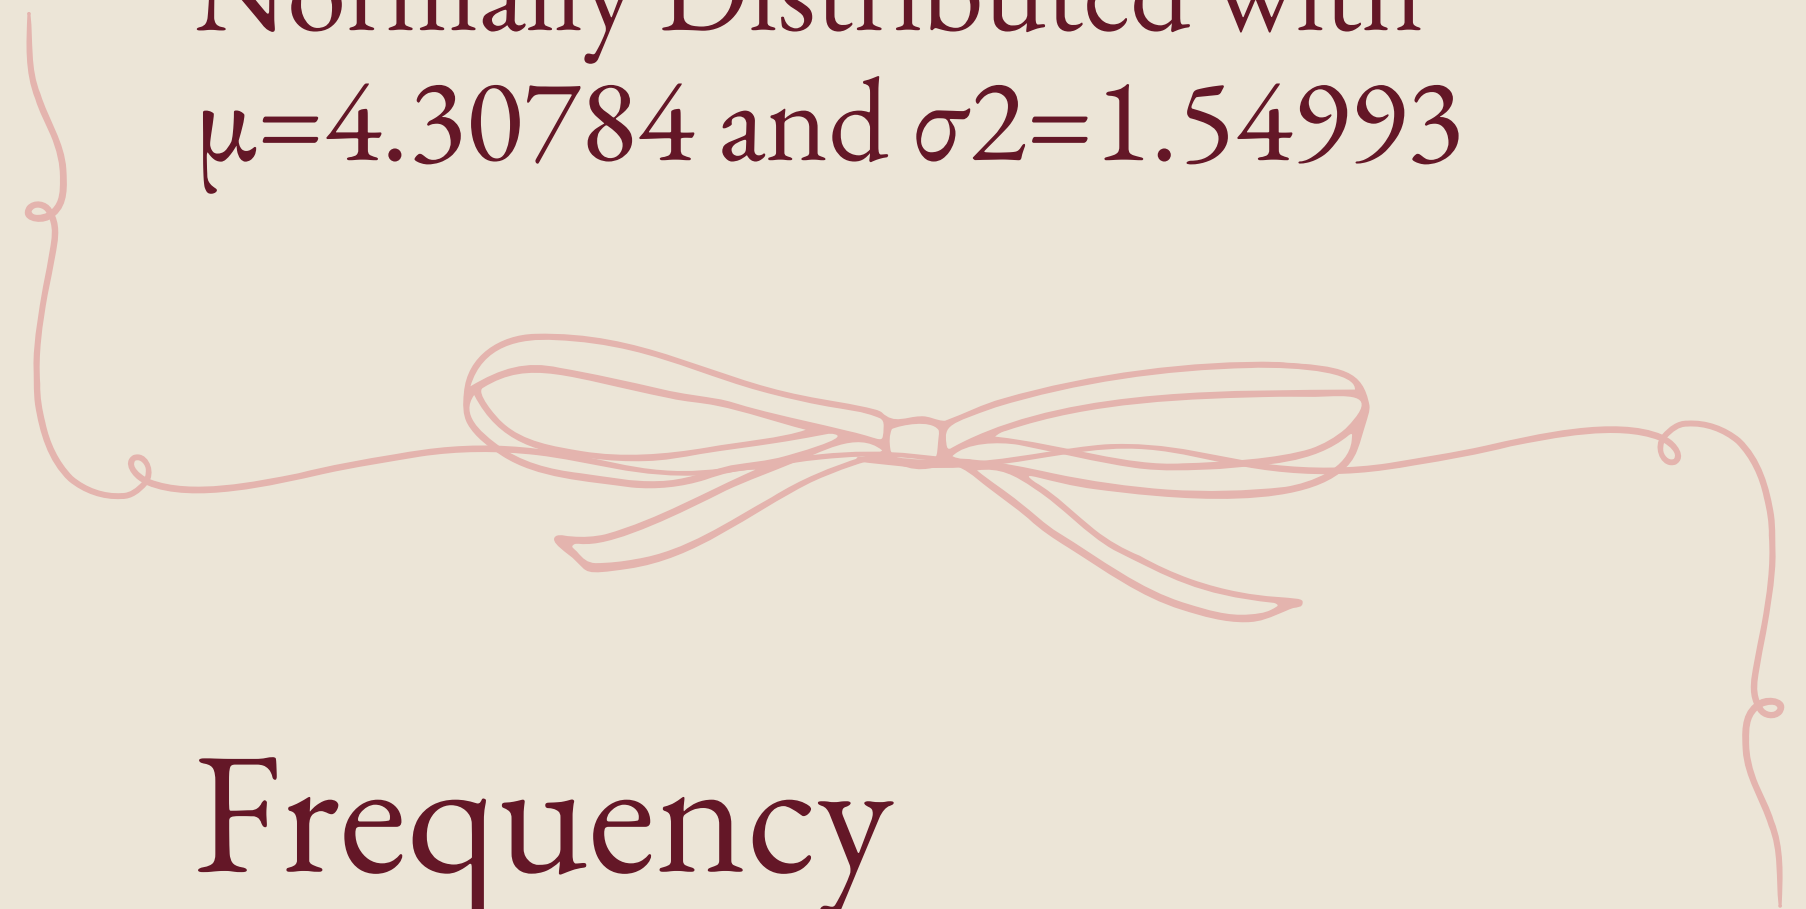 Normally Distributed with
μ=4.30784 and σ2=1.54993
Frequency